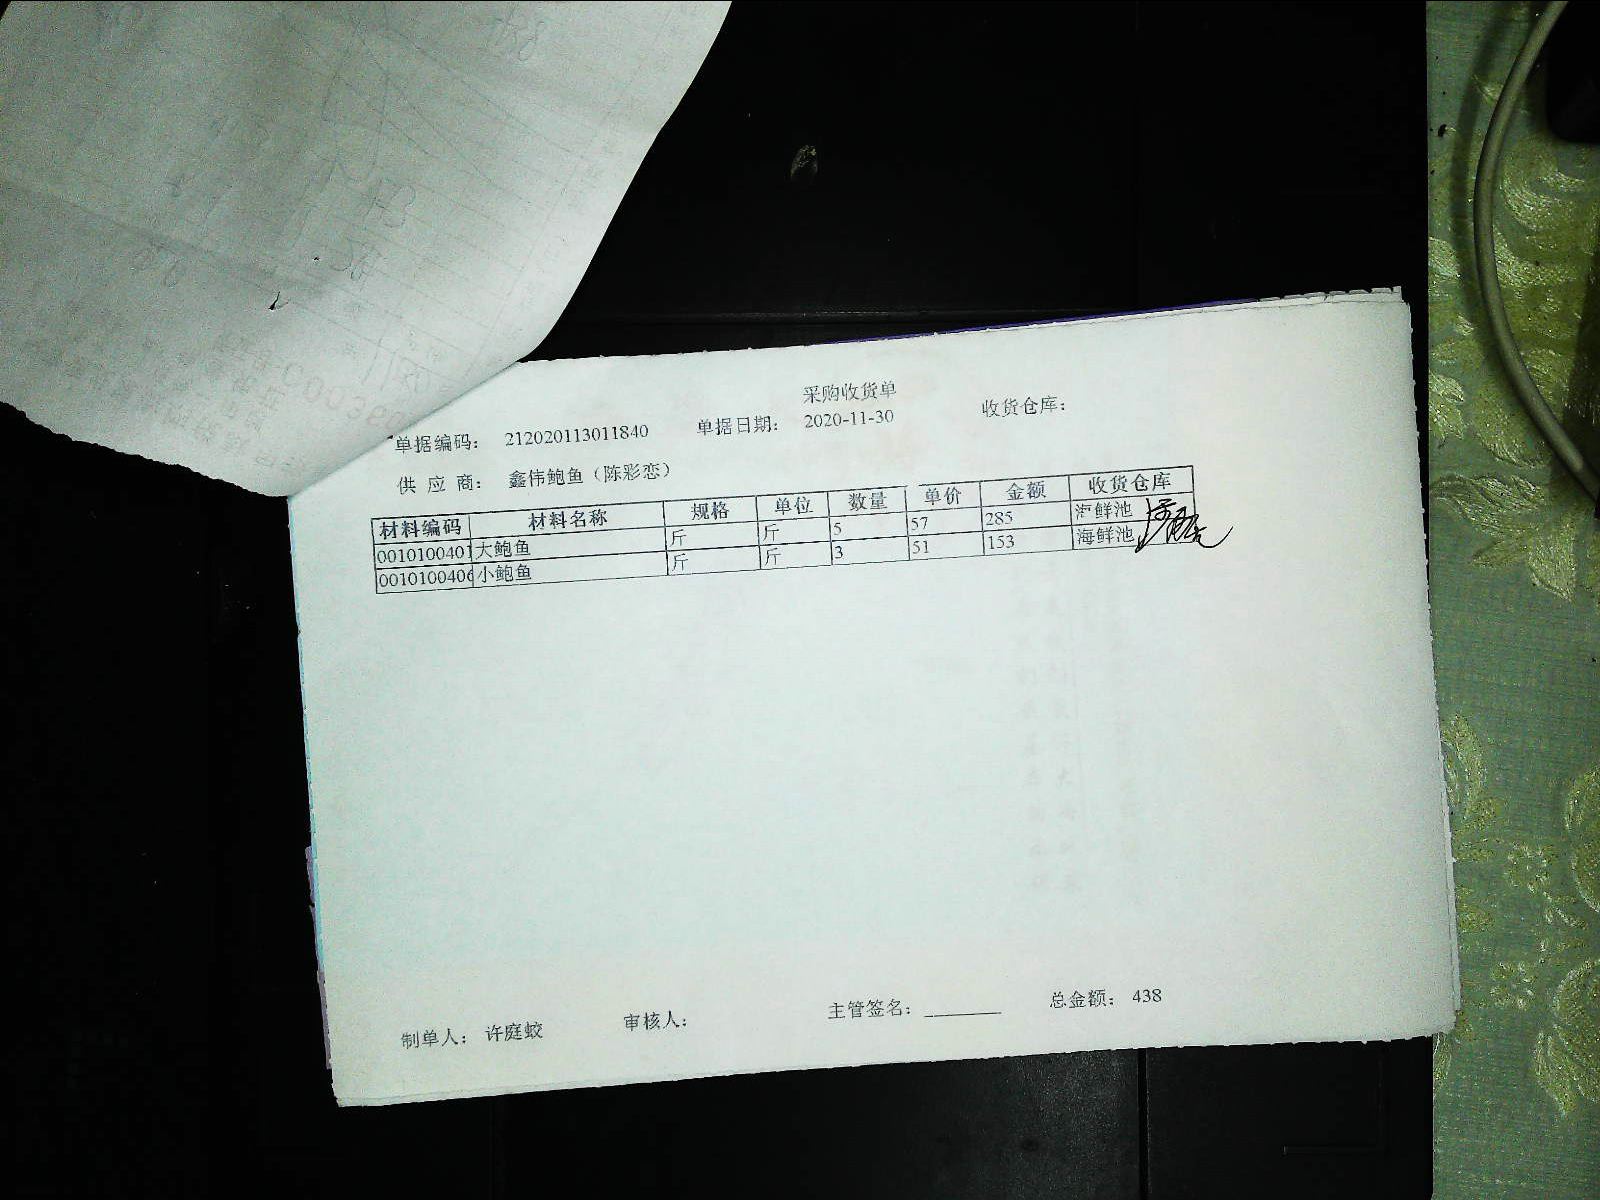 采购收货单
单据编码： 212020113011840 单据日期： 2020-11-30 收货仓库：
供 应 商： 鑫伟鲍鱼（陈彩恋）
材料编码 材料名称 规格 单位 数量 单价 金额 收货仓库
0010100401 大鲍鱼 斤 斤 5 57 285 海鲜池
0010100406 小鲍鱼 斤 斤 3 51 153 海鲜池
制单人： 许庭蛟 审核人： 主管签名： ________ 总金额： 438